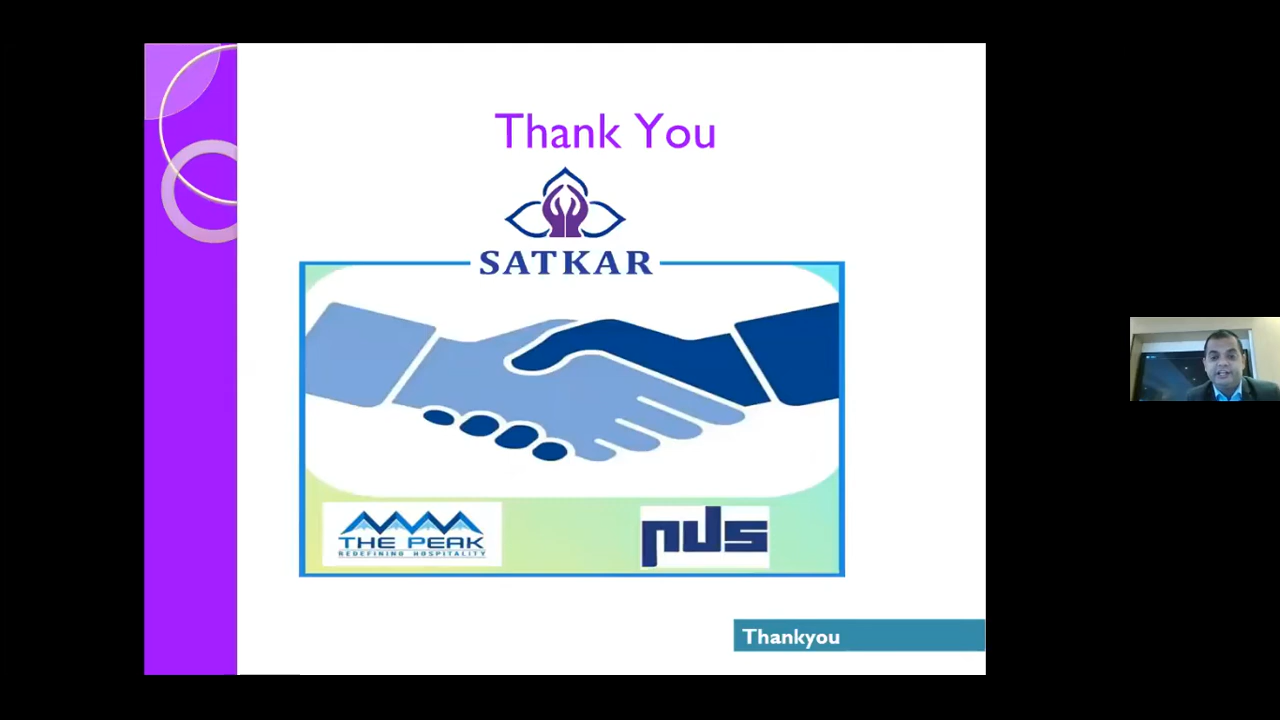 Thank You
SATKAR
THE PEAK
REDEFINING HOSPITALITY
pds
Thankyou